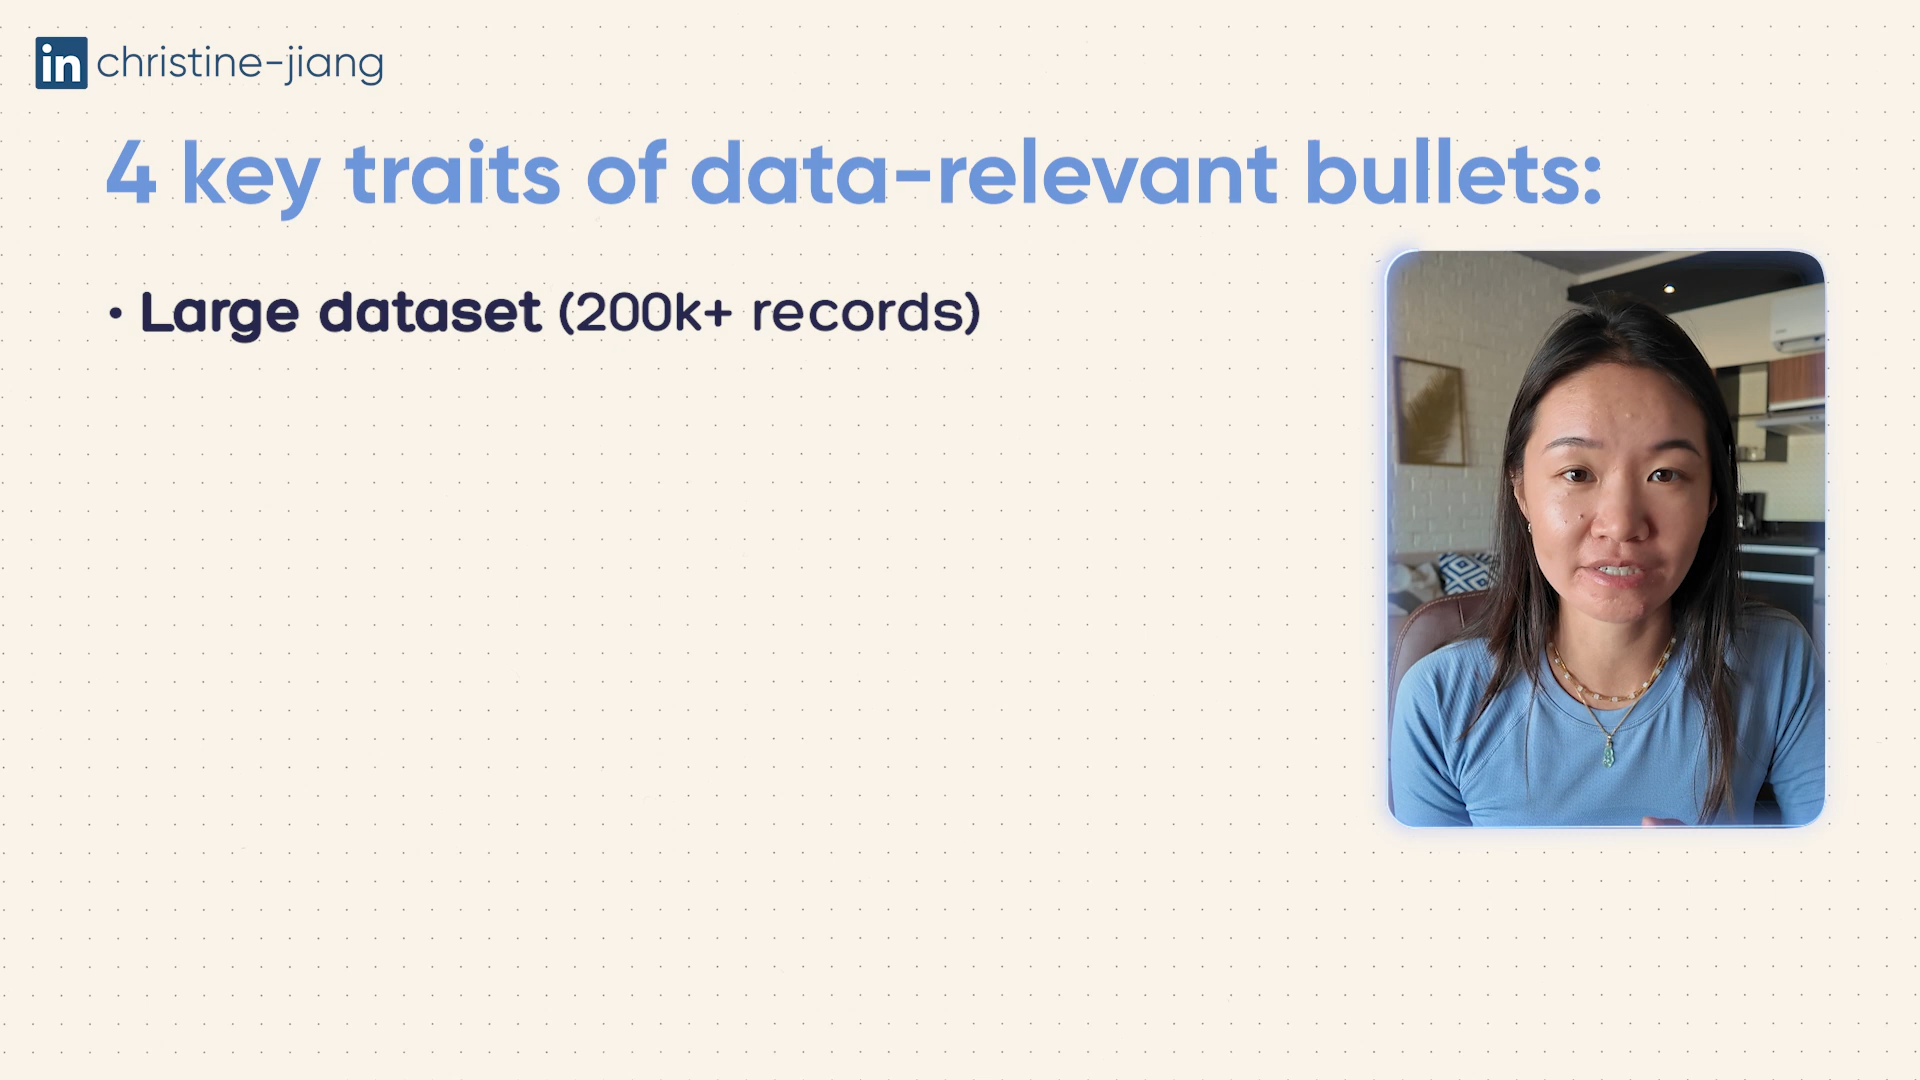 in christine-jiang
4 key traits of data-relevant bullets:
• Large dataset (200k+ records)